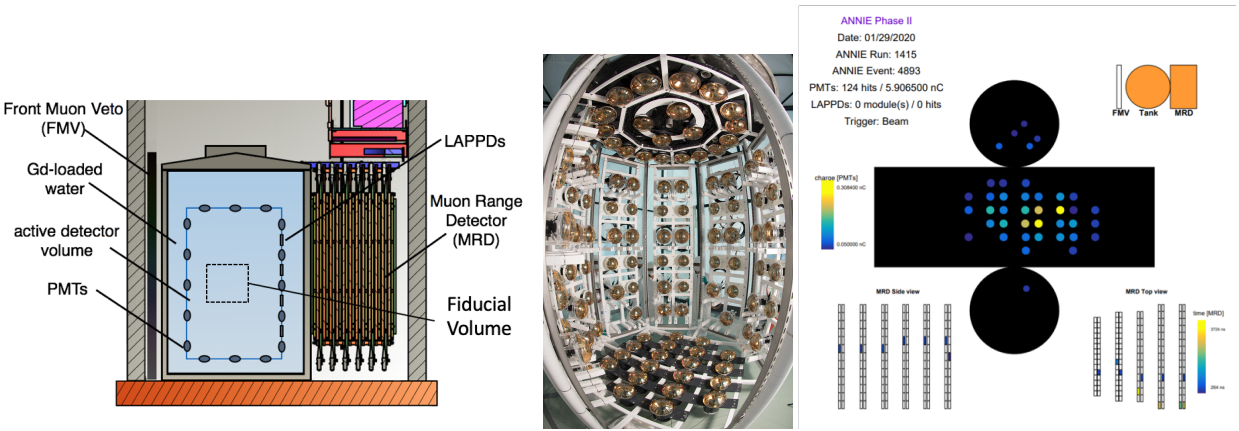 Front Muon Veto
(FMV)
Gd-loaded
water
active detector
volume
PMTs
LAPPDs
Muon Range
Detector
(MRD)
Fiducial
Volume
ANNIE Phase II
Date: 01/29/2020
ANNIE Run: 1415
ANNIE Event: 4893
PMTs: 124 hits / 5.906500 nC
LAPPDs: 0 module(s) / 0 hits
Trigger: Beam
FMV Tank MRD
charge [PMTs]
0.308400 nC
0.050000 nC
MRD Side view
MRD Top view
time [MRD]